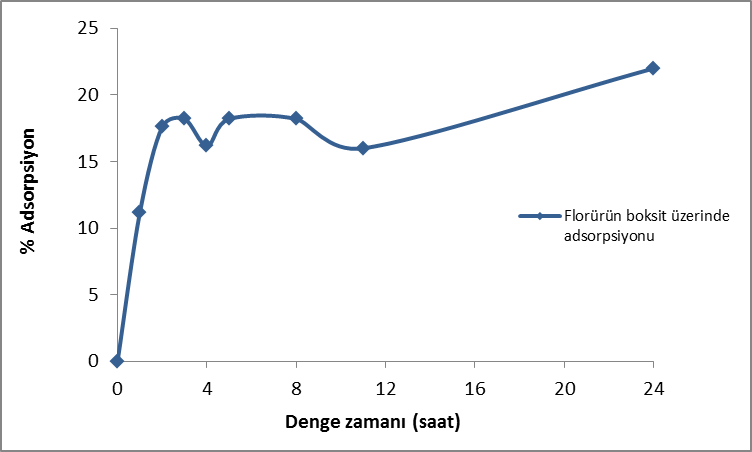 25
20
15
10
5
0
% Adsorpsiyon
0 4 8 12 16 20 24
Denge zamanı (saat)
Florürün boksit üzerinde
adsorpsiyonu